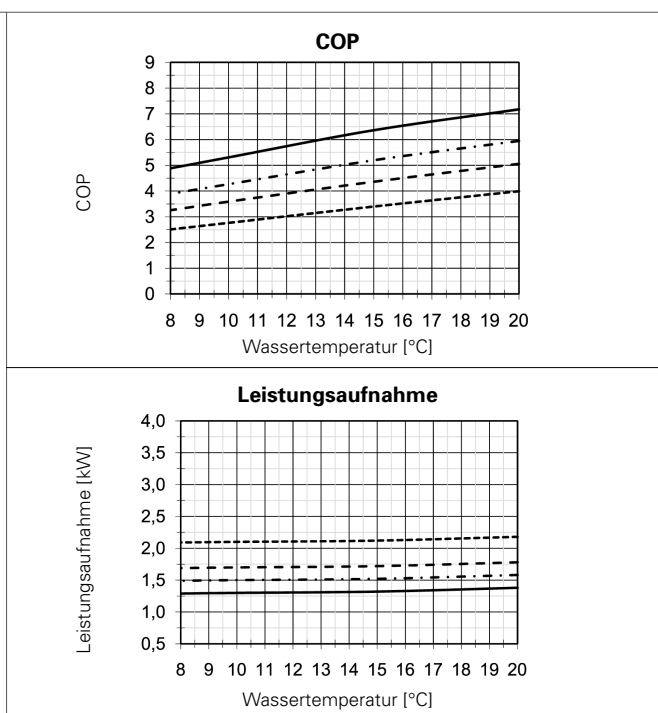 COP
9
8
7
6
5
4
3
2
1
0
COP
8 9 10 11 12 13 14 15 16 17 18 19 20
Wassertemperatur [°C]
Leistungsaufnahme
4,0
3,5
3,0
2,5
2,0
1,5
1,0
0,5
Leistungsaufnahme [kW]
8 9 10 11 12 13 14 15 16 17 18 19 20
Wassertemperatur [°C]